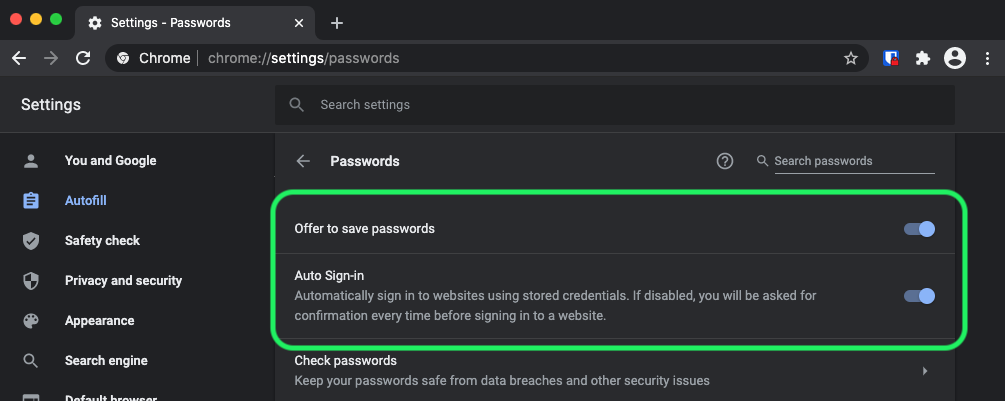 Settings - Passwords
Chrome | chrome://settings/passwords
Settings
Search settings
You and Google
Autofill
Safety check
Privacy and security
Appearance
Search engine
Default browser
Passwords
Search passwords
Offer to save passwords
Auto Sign-in
Automatically sign in to websites using stored credentials. If disabled, you will be asked for
confirmation every time before signing in to a website.
Check passwords
Keep your passwords safe from data breaches and other security issues